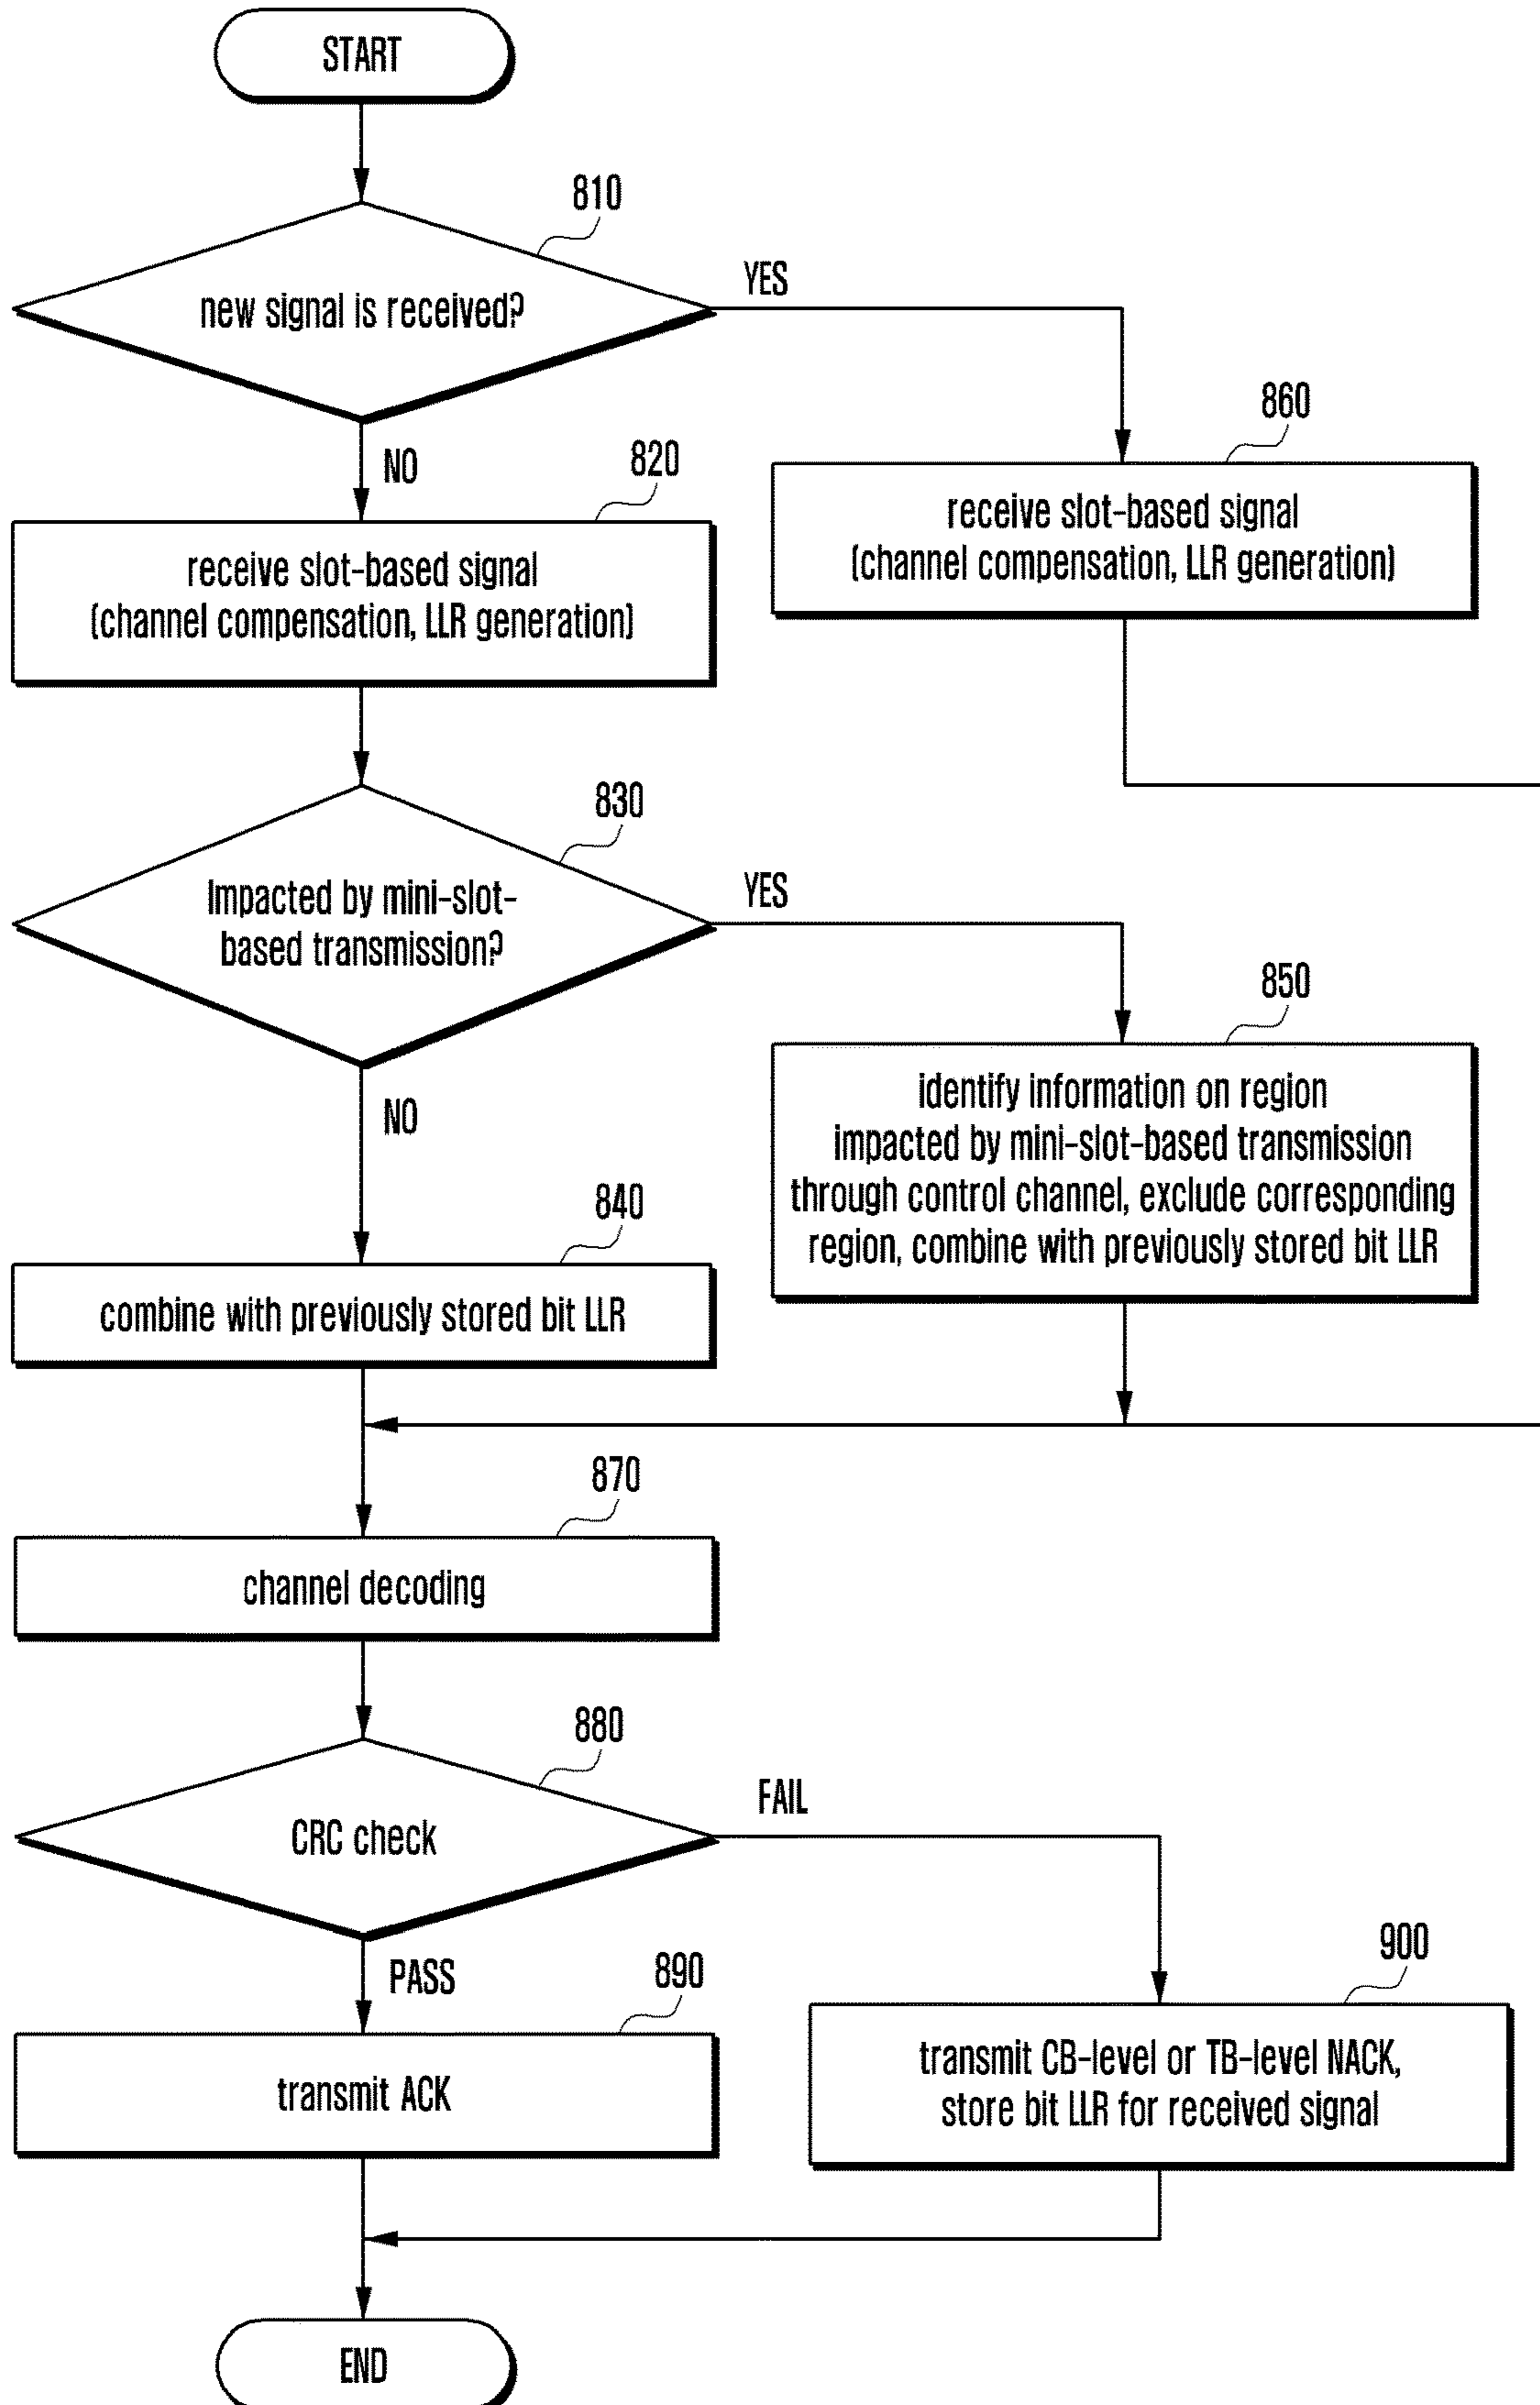 START
810
new signal is received?
YES
860
receive slot-based signal
(channel compensation, LLR generation)
NO
820
receive slot-based signal
(channel compensation, LLR generation)
830
Impacted by mini-slot-
based transmission?
YES
850
identify information on region
impacted by mini-slot-based transmission
through control channel, exclude corresponding
region, combine with previously stored bit LLR
NO
840
combine with previously stored bit LLR
870
channel decoding
880
CRC check
FAIL
900
transmit CB-level or TB-level NACK,
store bit LLR for received signal
PASS
890
transmit ACK
END